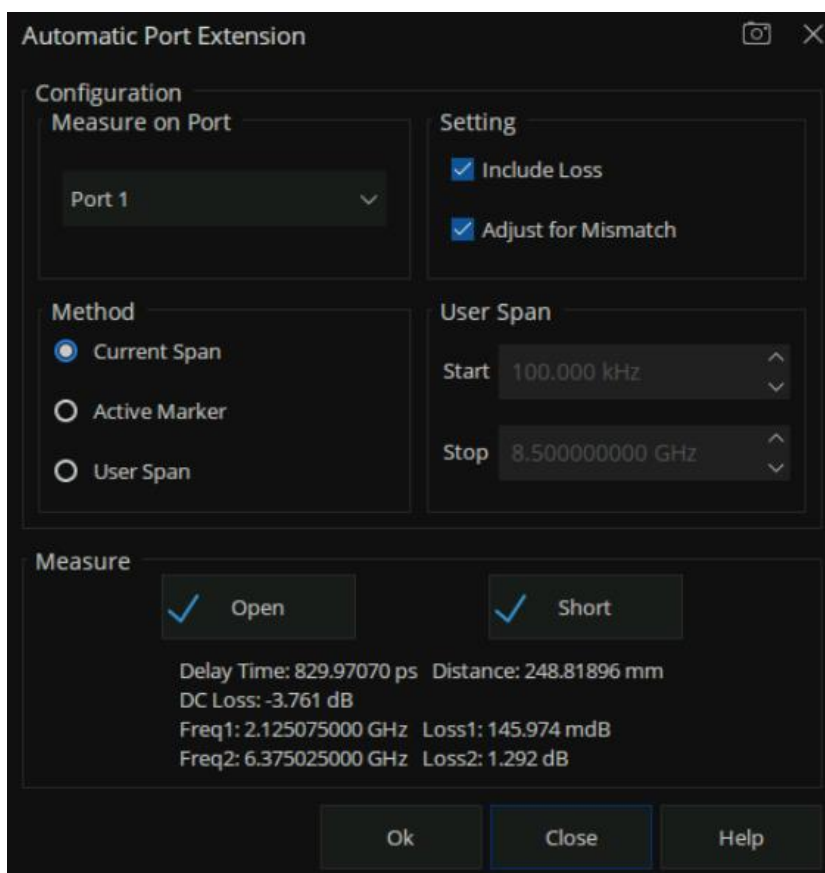 Automatic Port Extension
Configuration
Measure on Port
Port 1
Setting
Include Loss
Adjust for Mismatch
Method
Current Span
Active Marker
User Span
User Span
Start 100.000 kHz
Stop 8.500000000 GHz
Measure
Open
Short
Delay Time: 829.97070 ps Distance: 248.81896 mm
DC Loss: -3.761 dB
Freq1: 2.125075000 GHz Loss1: 145.974 mdB
Freq2: 6.375025000 GHz Loss2: 1.292 dB
Ok
Close
Help